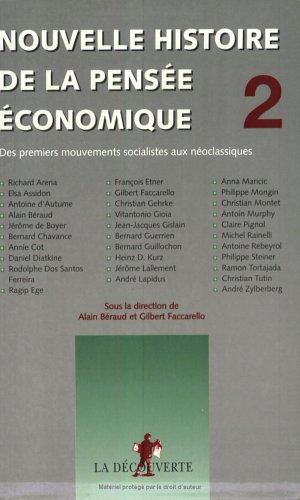 NOUVELLE HISTOIRE
DE LA PENSÉE
ÉCONOMIQUE
2
Des premiers mouvements socialistes aux néoclassiques
Richard Arena
Elsa Assidon
Antoine d'Autume
Alain Béraud
Jérôme de Boyer
Bernard Chavance
Annie Cot
Daniel Diatkine
Rodolphe Dos Santos
Ferreira
Ragip Ege
François Etner
Gilbert Faccarello
Christian Gehrke
Vitantonio Gioia
Jean-Jacques Gislain
Bernard Guerrien
Bernard Guillochon
Heinz D. Kurz
Jérôme Lallement
André Lapidus
Anna Maricic
Philippe Mongin
Christian Montet
Antoin Murphy
Claire Pignol
Michel Rainelli
Antoine Rebeyrol
Philippe Steiner
Ramon Tortajada
Christian Tutin
André Zylberberg
Sous la direction de
Alain Béraud et Gilbert Faccarello
LA DÉCOUVERTE
Matériel protégé par le droit d'auteur